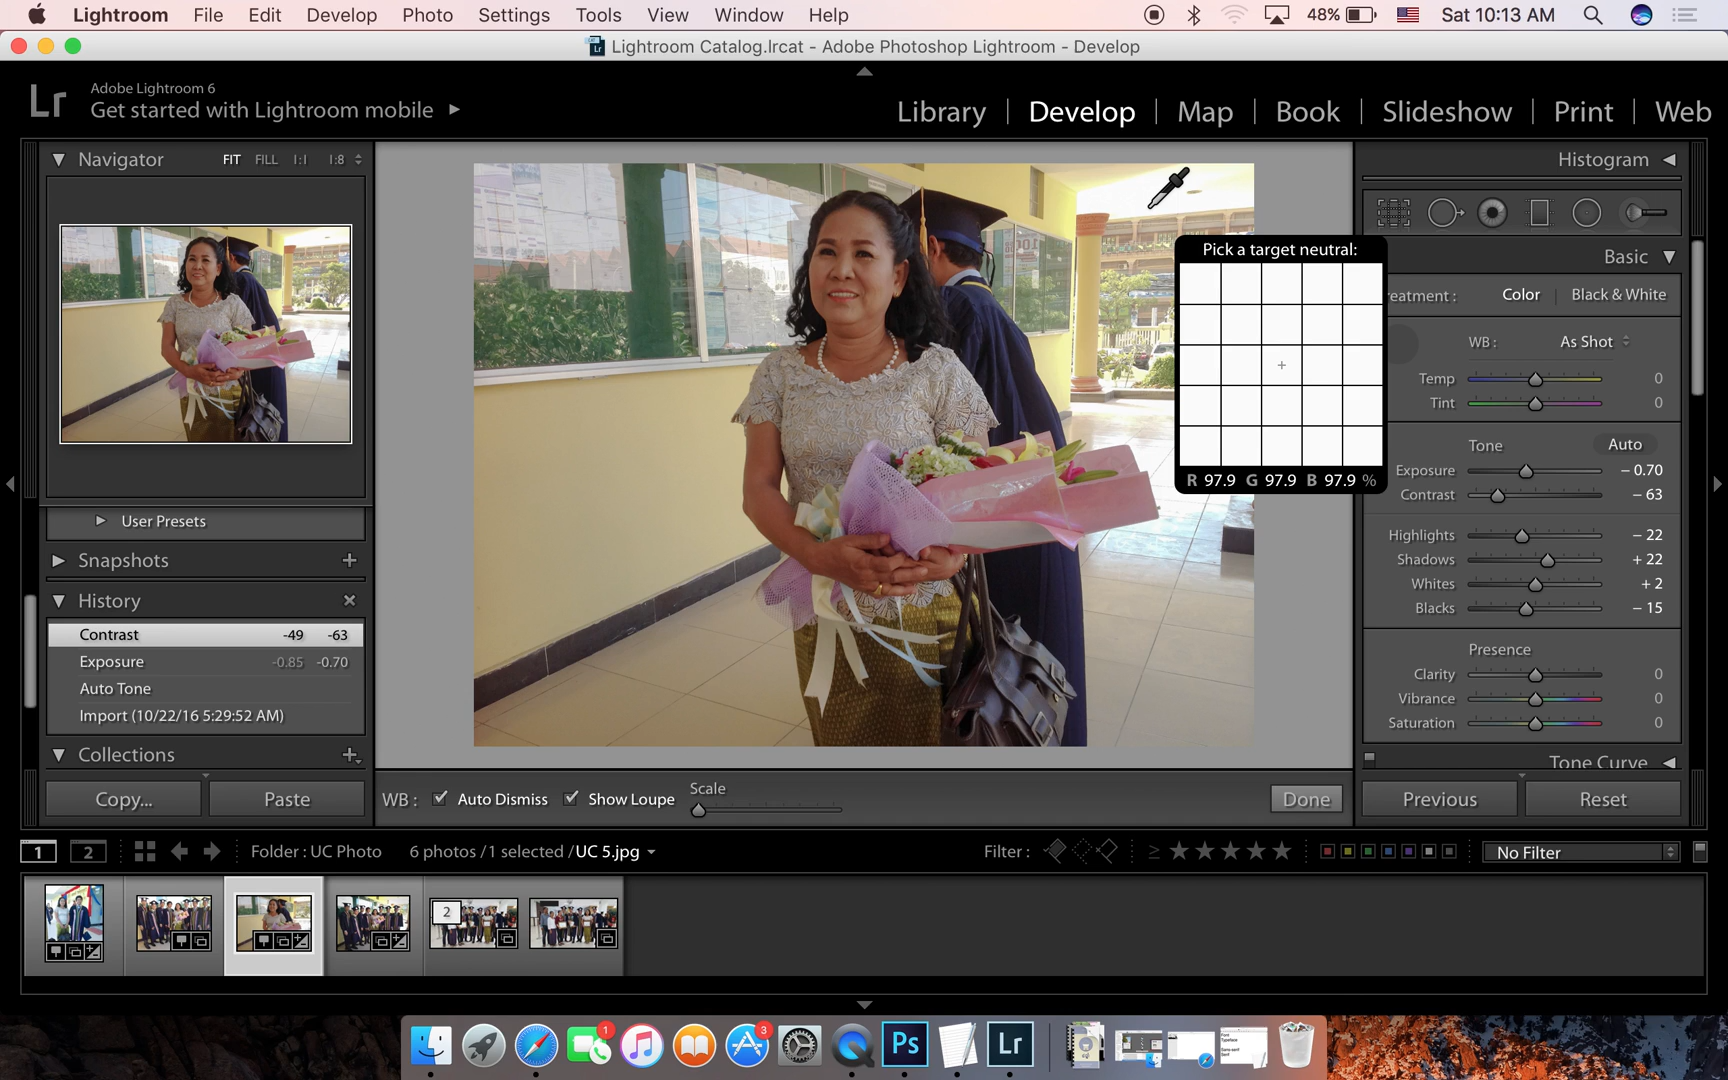 Lightroom File Edit Develop Photo Settings Tools View Window Help 48% Sat 10:13 AM
Lightroom Catalog.lrcat - Adobe Photoshop Lightroom - Develop
Lr Adobe Lightroom 6
Get started with Lightroom mobile
Library | Develop | Map | Book | Slideshow | Print | Web
Navigator FIT FILL 1:1 1:8
User Presets
Snapshots
History
Contrast -49 -63
Exposure -0.85 -0.70
Auto Tone
Import (10/22/16 5:29:52 AM)
Collections
Copy... Paste
Pick a target neutral:
R 97.9 G 97.9 B 97.9 %
WB : Auto Dismiss Show Loupe Scale Done
Histogram
Basic
reatment : Color Black & White
WB : As Shot
Temp 0
Tint 0
Tone Auto
Exposure – 0.70
Contrast – 63
Highlights – 22
Shadows + 22
Whites + 2
Blacks – 15
Presence
Clarity 0
Vibrance 0
Saturation 0
Tone Curve
Previous Reset
1 2 Folder : UC Photo 6 photos /1 selected /UC 5.jpg Filter : ≥ No Filter
2
1 3 Ps Lr